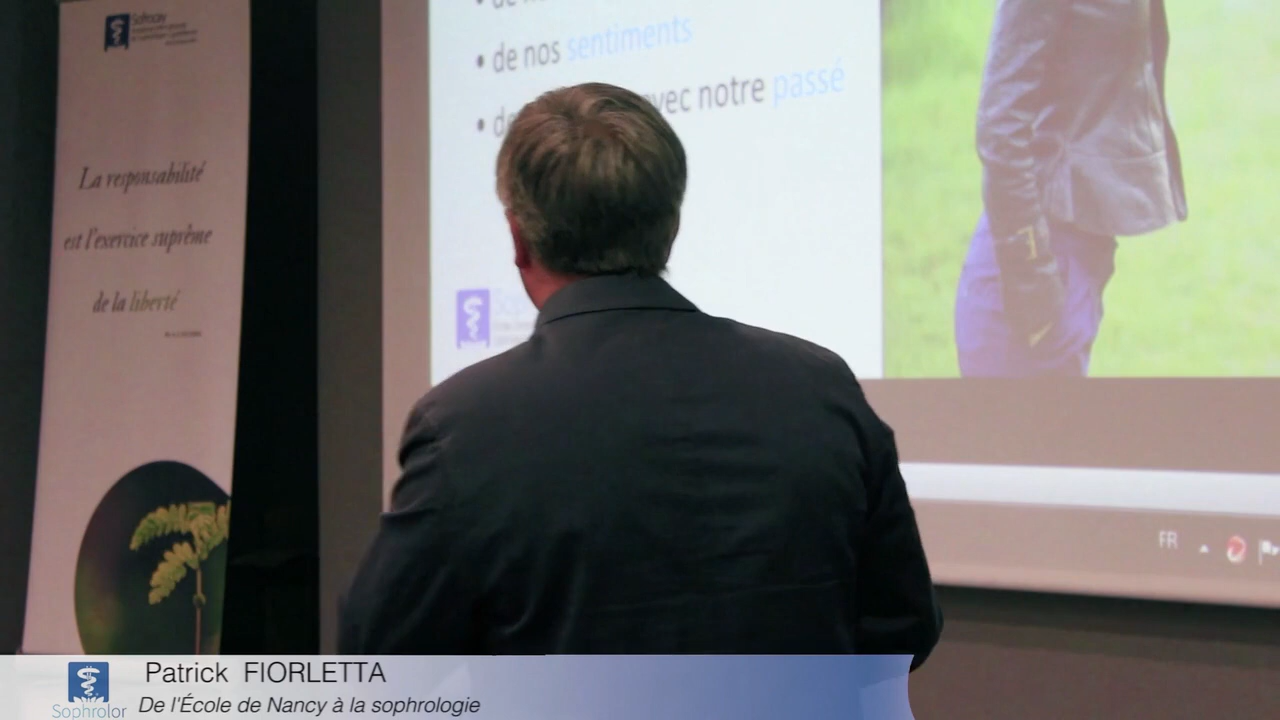 La responsabilité
est l'exercice suprême
de la liberté
• de nos sentiments
avec notre passé
FR
Patrick FIORLETTA
De l'École de Nancy à la sophrologie
Sophrolor